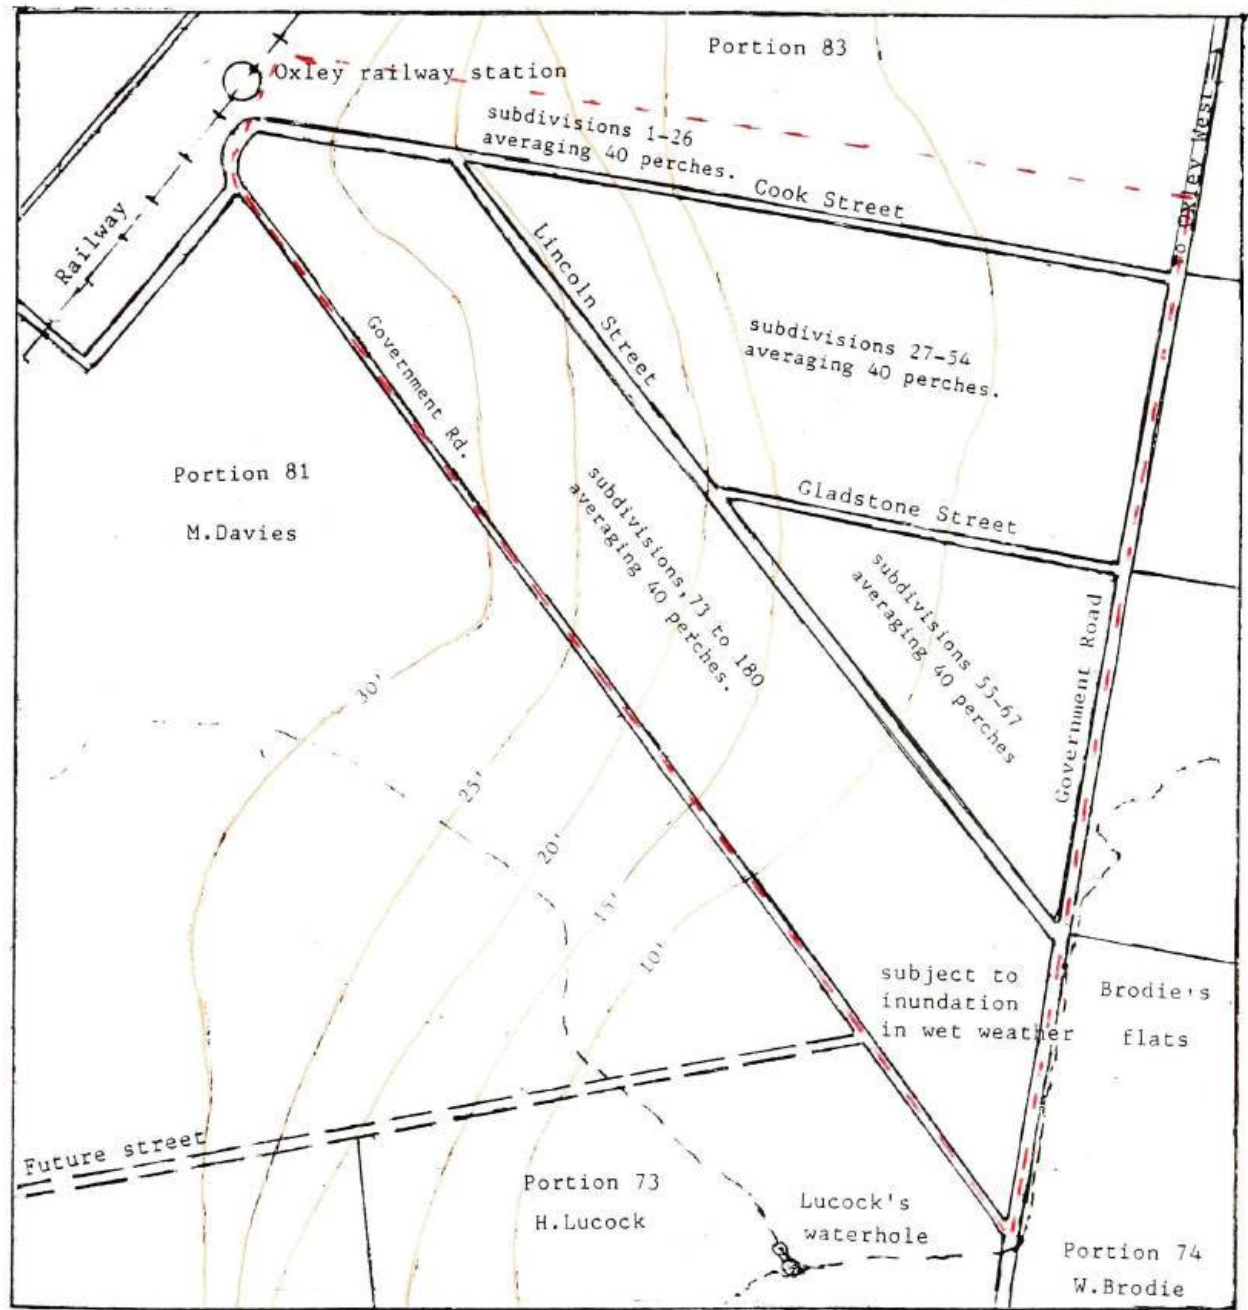 Portion 83
Oxley railway station
subdivisions 1-26
averaging 40 perches.
Cook Street
To Oxley West
Railway
Lincoln Street
Government Rd.
subdivisions 27-54
averaging 40 perches.
Portion 81
M.Davies
Gladstone Street
subdivisions, 73 to 180
averaging 40 perches.
subdivisions 55-67
averaging 40 perches
Government Road
30'
25'
20'
15'
10'
subject to
inundation
in wet weather
Brodie's
flats
Future street
Portion 73
H.Lucock
Lucock's
waterhole
Portion 74
W.Brodie